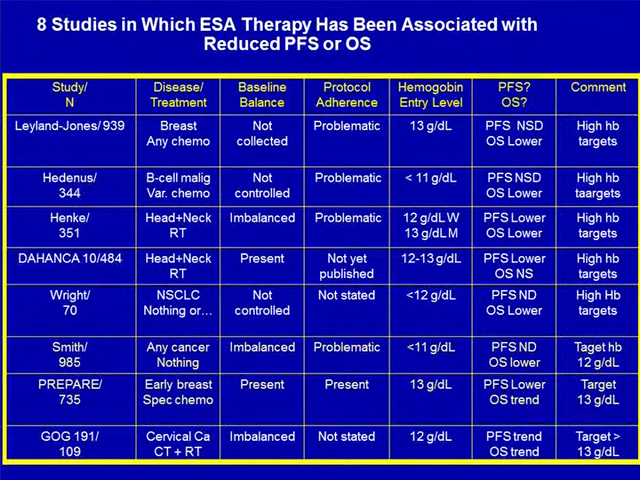 8 Studies in Which ESA Therapy Has Been Associated with
Reduced PFS or OS
Study/ Disease/ Baseline Protocol Hemogobin PFS? Comment
N Treatment Balance Adherence Entry Level OS?
Leyland-Jones/ 939 Breast Not Problematic 13 g/dL PFS NSD High hb
Any chemo collected OS Lower targets
Hedenus/ B-cell malig Not Problematic < 11 g/dL PFS NSD High hb
344 Var. chemo controlled OS Lower taargets
Henke/ Head+Neck Imbalanced Problematic 12 g/dL W PFS Lower High hb
351 RT 13 g/dL M OS Lower targets
DAHANCA 10/484 Head+Neck Present Not yet 12-13 g/dL PFS Lower High hb
RT published OS NS targets
Wright/ NSCLC Not Not stated <12 g/dL PFS ND High Hb
70 Nothing or… controlled OS Lower targets
Smith/ Any cancer Imbalanced Problematic <11 g/dL PFS ND Taget hb
985 Nothing OS lower 12 g/dL
PREPARE/ Early breast Present Present 13 g/dL PFS Lower Target
735 Spec chemo OS trend 13 g/dL
GOG 191/ Cervical Ca Imbalanced Not stated 12 g/dL PFS trend Target >
109 CT + RT OS trend 13 g/dL